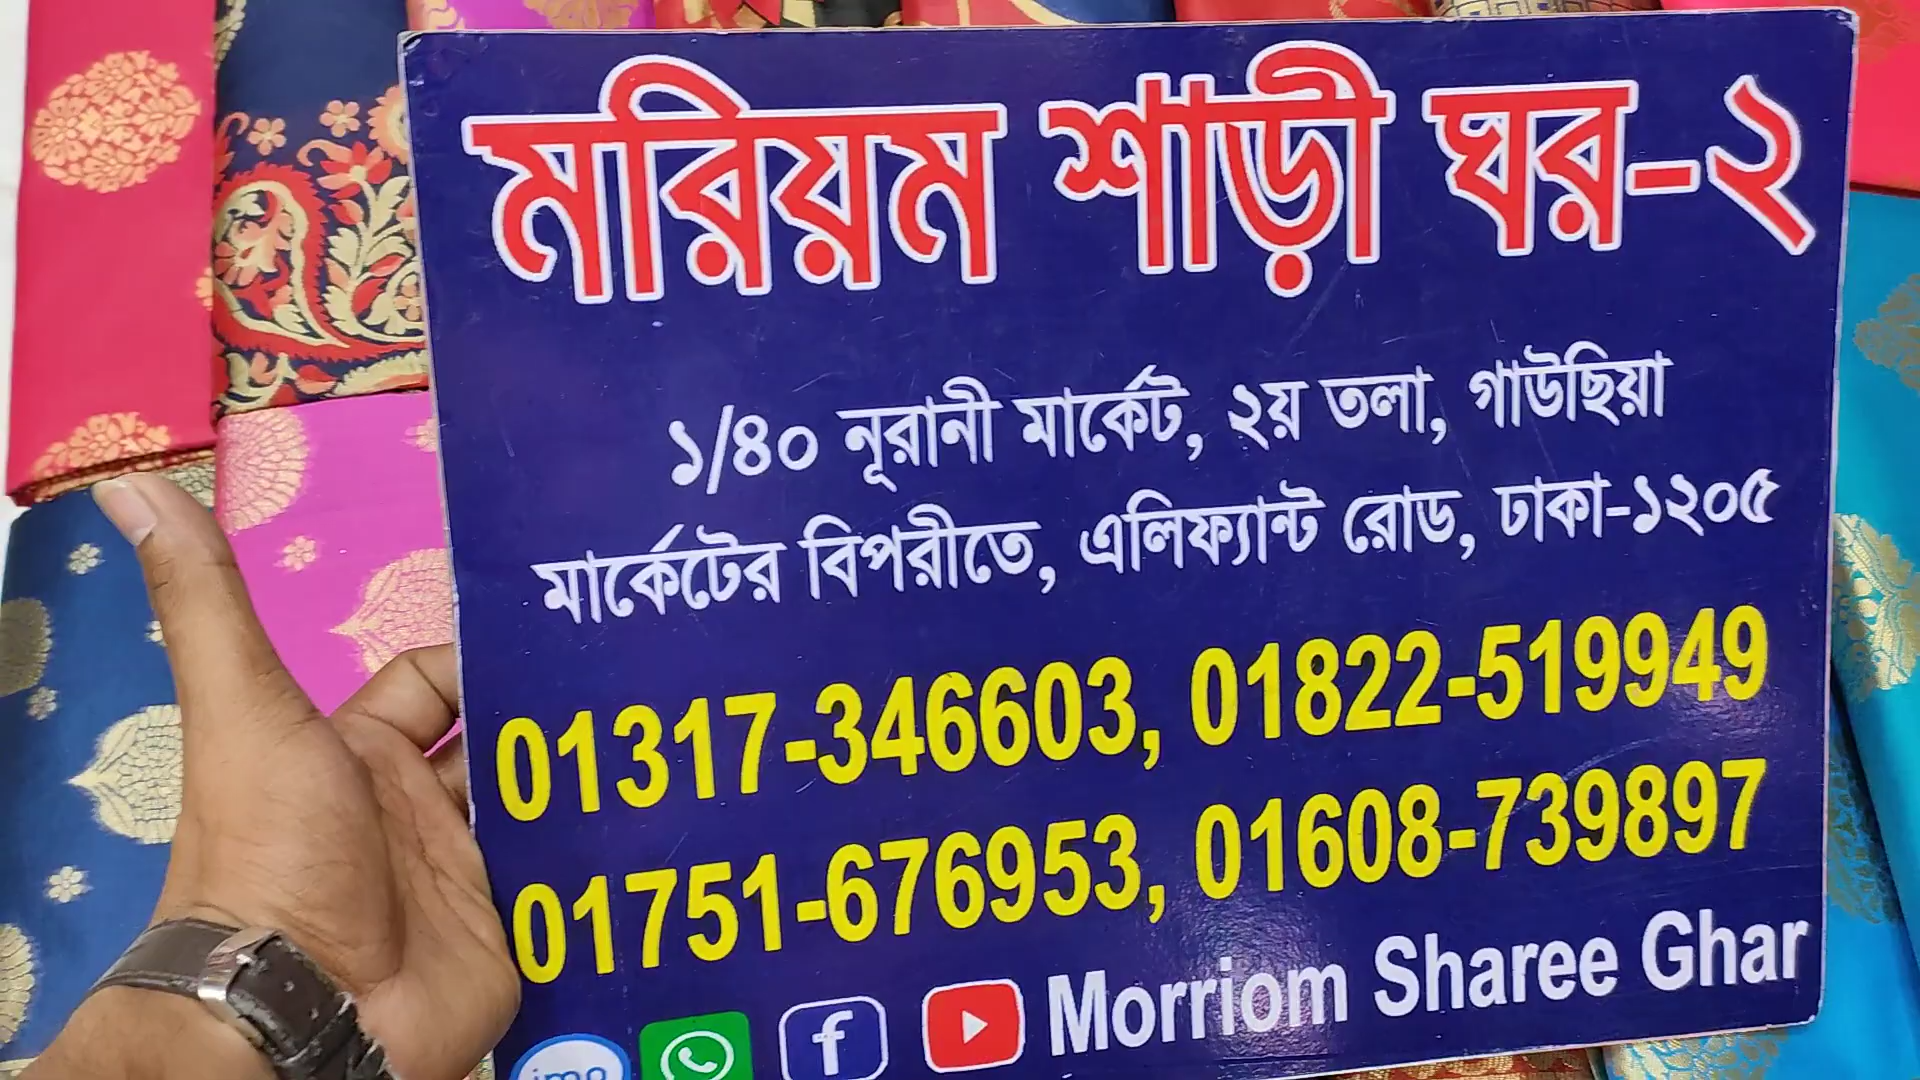 মরিয়ম শাড়ী ঘর-২
১/৪০ নূরানী মার্কেট, ২য় তলা, গাউছিয়া
মার্কেটের বিপরীতে, এলিফ্যান্ট রোড, ঢাকা-১২০৫
01317-346603, 01822-519949
01751-676953, 01608-739897
imo f Morriom Sharee Ghar